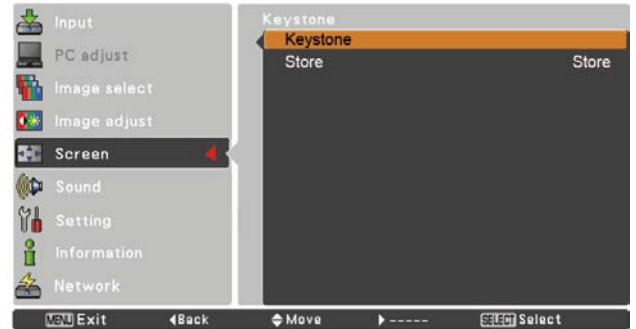 Input
PC adjust
Image select
Image adjust
Screen
Sound
Setting
Information
Network
Keystone
Keystone
Store Store
MENU Exit Back Move ----- SELECT Select